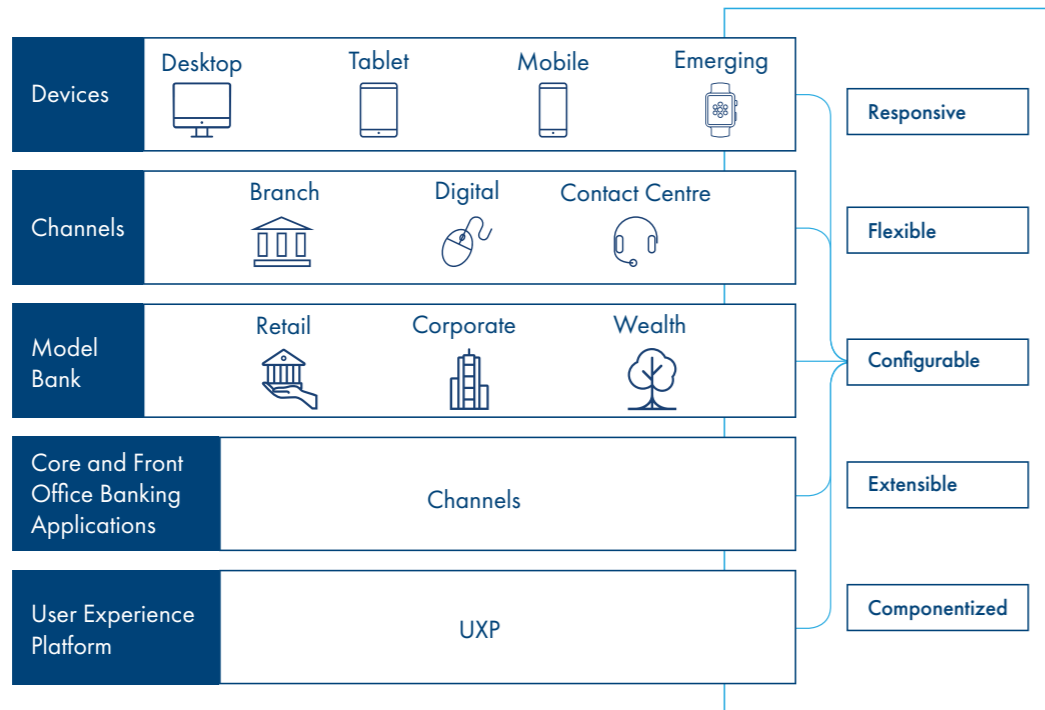 Devices
Desktop
Tablet
Mobile
Emerging
Responsive
Channels
Branch
Digital
Contact Centre
Flexible
Model
Bank
Retail
Corporate
Wealth
Configurable
Core and Front
Office Banking
Applications
Channels
Extensible
User Experience
Platform
UXP
Componentized